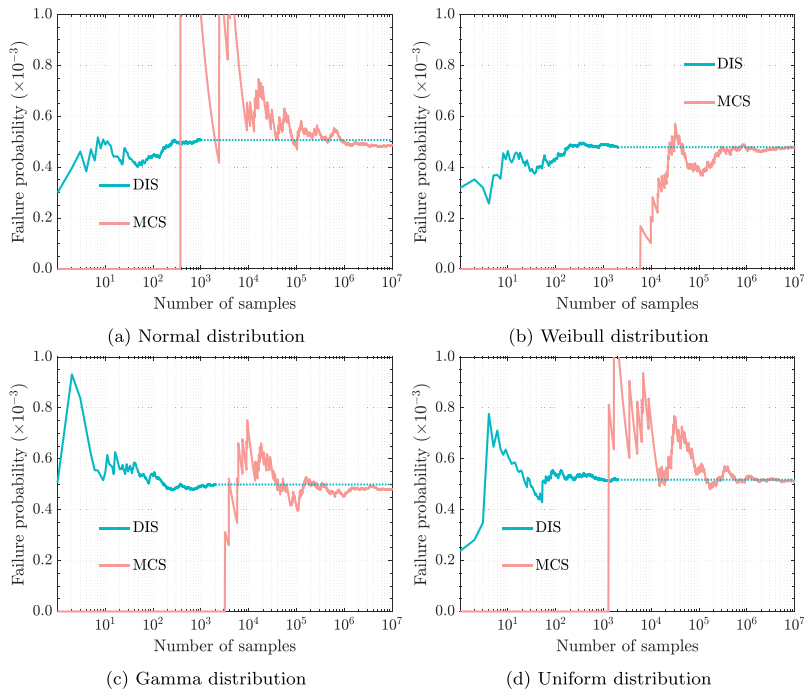 Failure probability (×10⁻³)
1.0
0.8
0.6
0.4
0.2
0.0
DIS
MCS
10¹ 10² 10³ 10⁴ 10⁵ 10⁶ 10⁷
Number of samples
(a) Normal distribution
Failure probability (×10⁻³)
1.0
0.8
0.6
0.4
0.2
0.0
DIS
MCS
10¹ 10² 10³ 10⁴ 10⁵ 10⁶ 10⁷
Number of samples
(b) Weibull distribution
Failure probability (×10⁻³)
1.0
0.8
0.6
0.4
0.2
0.0
DIS
MCS
10¹ 10² 10³ 10⁴ 10⁵ 10⁶ 10⁷
Number of samples
(c) Gamma distribution
Failure probability (×10⁻³)
1.0
0.8
0.6
0.4
0.2
0.0
DIS
MCS
10¹ 10² 10³ 10⁴ 10⁵ 10⁶ 10⁷
Number of samples
(d) Uniform distribution